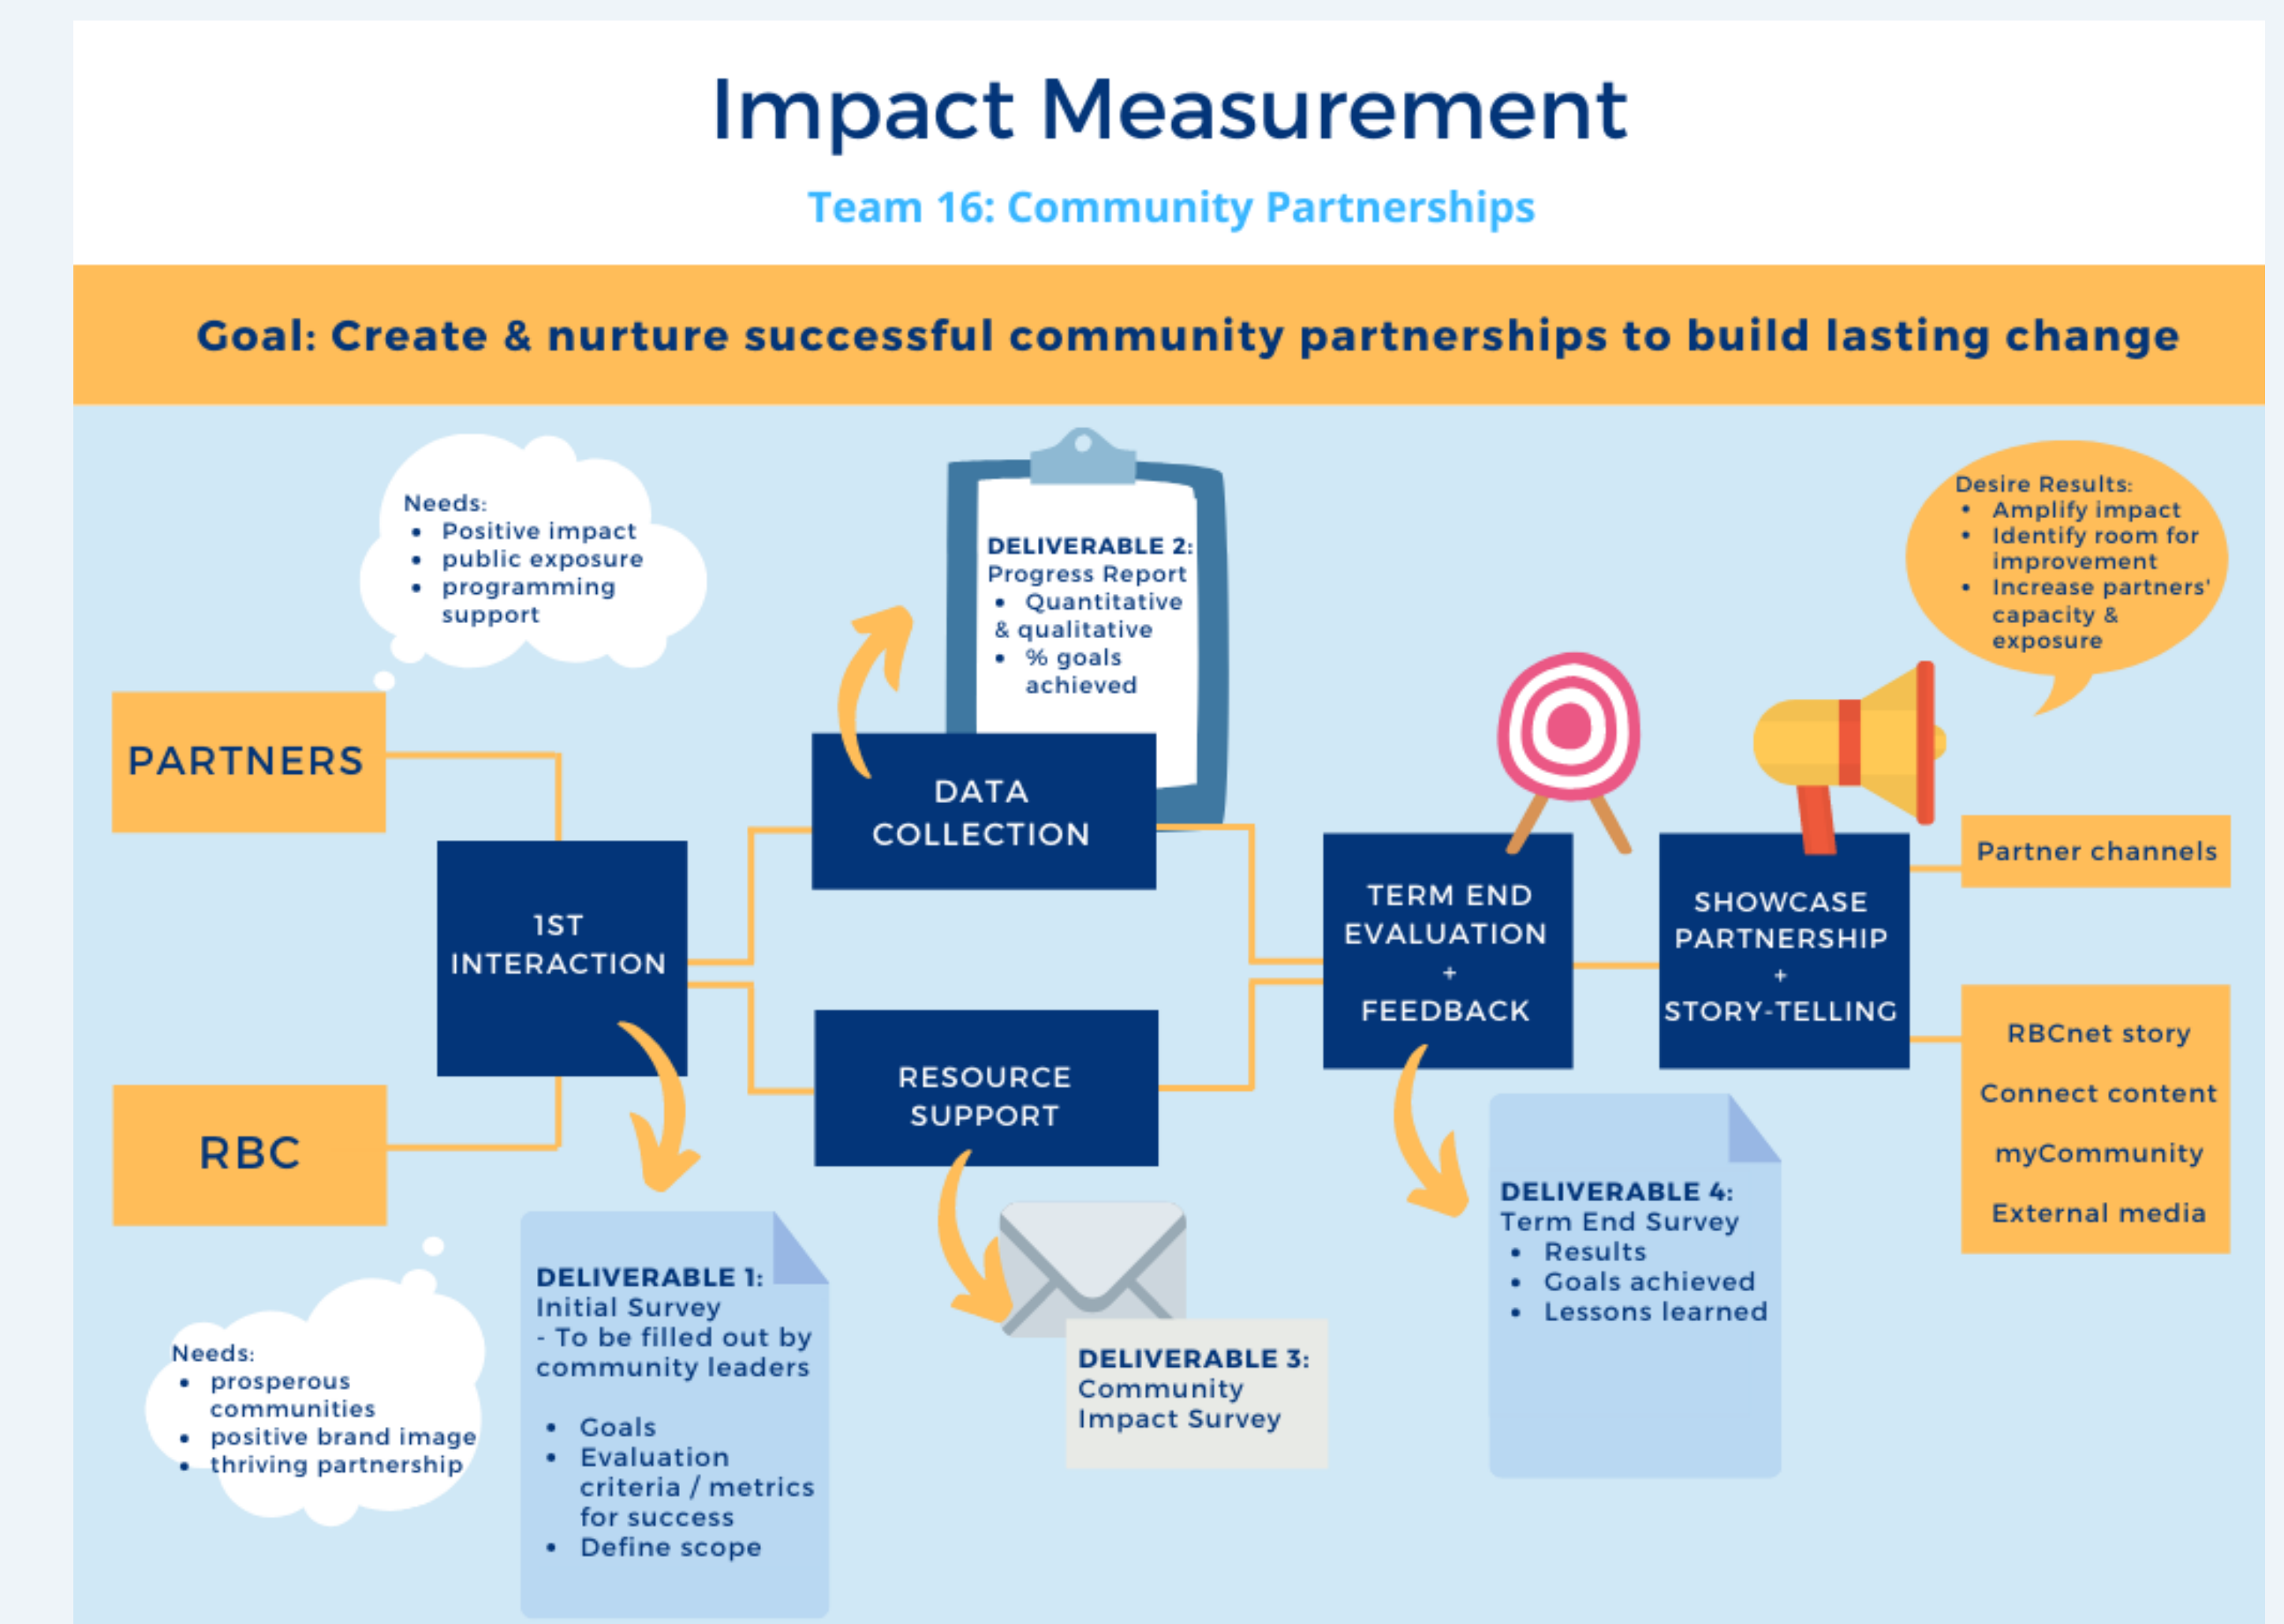 Impact Measurement
Team 16: Community Partnerships
Goal: Create & nurture successful community partnerships to build lasting change
Needs:
• Positive impact
• public exposure
• programming
support
PARTNERS
RBC
Needs:
• prosperous
communities
• positive brand image
• thriving partnership
1ST
INTERACTION
DELIVERABLE 1:
Initial Survey
- To be filled out by
community leaders
• Goals
• Evaluation
criteria / metrics
for success
• Define scope
DELIVERABLE 2:
Progress Report
• Quantitative
& qualitative
• % goals
achieved
DATA
COLLECTION
RESOURCE
SUPPORT
DELIVERABLE 3:
Community
Impact Survey
TERM END
EVALUATION
+
FEEDBACK
DELIVERABLE 4:
Term End Survey
• Results
• Goals achieved
• Lessons learned
SHOWCASE
PARTNERSHIP
+
STORY-TELLING
Desire Results:
• Amplify impact
• Identify room for
improvement
• Increase partners'
capacity &
exposure
Partner channels
RBCnet story
Connect content
myCommunity
External media